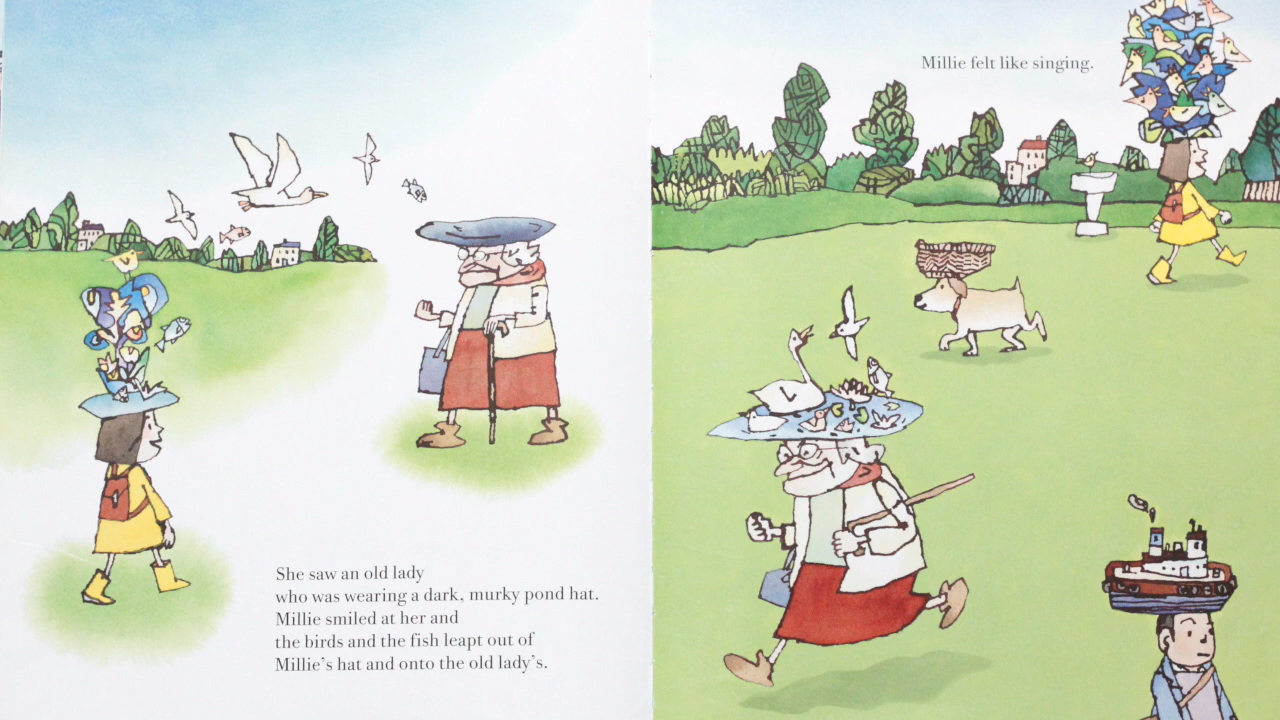 She saw an old lady
who was wearing a dark, murky pond hat.
Millie smiled at her and
the birds and the fish leapt out of
Millie's hat and onto the old lady's.
Millie felt like singing.